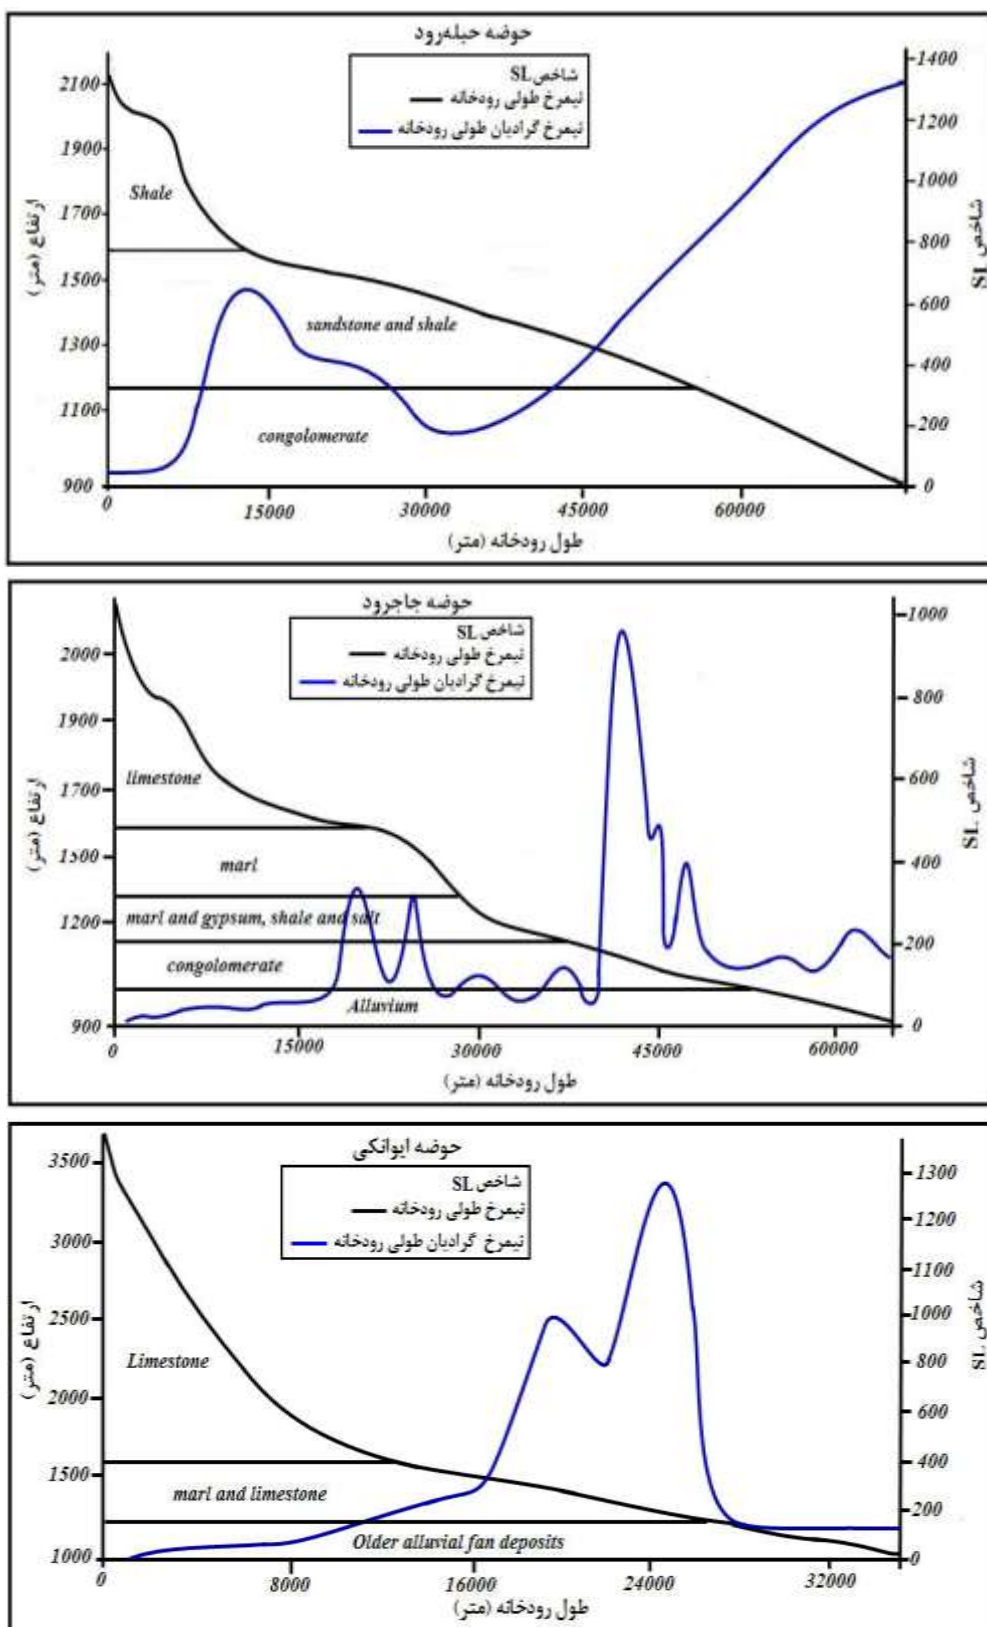 حوضه حبله‌رود
شاخص SL
نیمرخ طولی رودخانه
نیمرخ گرادیان طولی رودخانه
ارتفاع (متر)
2100
1900
1700
1500
1300
1100
900
Shale
sandstone and shale
congolomerate
1400
1200
1000
800
600
400
200
0
شاخص SL
0
15000
30000
45000
60000
طول رودخانه (متر)
حوضه جاجرود
شاخص SL
نیمرخ طولی رودخانه
نیمرخ گرادیان طولی رودخانه
ارتفاع (متر)
2000
1900
1700
1500
1200
1100
900
limestone
marl
marl and gypsum, shale and salt
congolomerate
Alluvium
1000
800
600
400
200
0
شاخص SL
0
15000
30000
45000
60000
طول رودخانه (متر)
حوضه ایوانکی
شاخص SL
نیمرخ طولی رودخانه
نیمرخ گرادیان طولی رودخانه
ارتفاع (متر)
3500
3000
2500
2000
1500
1000
Limestone
marl and limestone
Older alluvial fan deposits
1300
1200
1100
1000
800
600
400
200
0
شاخص SL
0
8000
16000
24000
32000
طول رودخانه (متر)